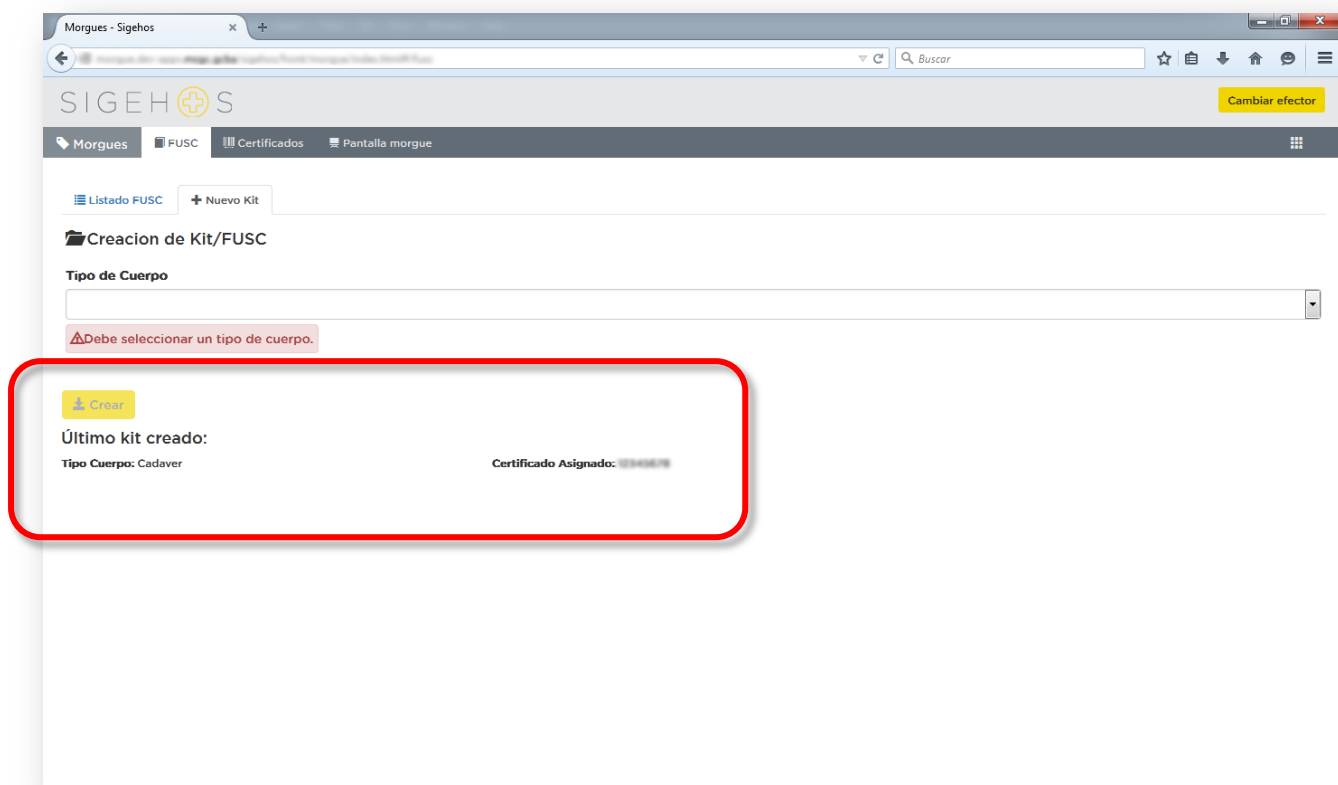 Morgues - Sigehos
Buscar
SIGEHOS
Cambiar efector
Morgues FUSC Certificados Pantalla morgue
Listado FUSC Nuevo Kit
Creacion de Kit/FUSC
Tipo de Cuerpo
Debe seleccionar un tipo de cuerpo.
Crear
Último kit creado:
Tipo Cuerpo: Cadaver Certificado Asignado: